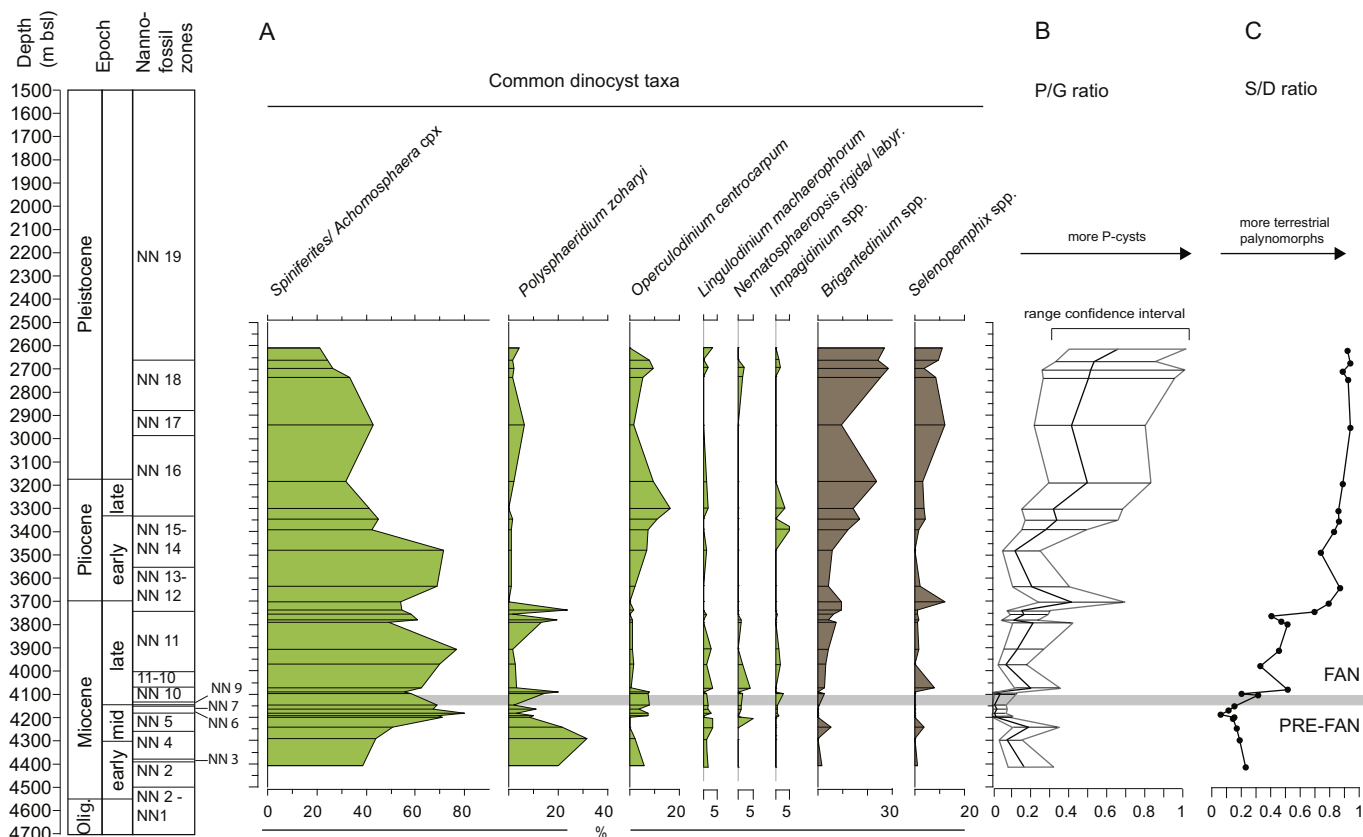 A
B
C
Depth
(m bsl)
Epoch
Nanno-
fossil
zones
Common dinocyst taxa
P/G ratio
S/D ratio
Spiniferites/ Achomosphaera cpx
Polysphaeridium zoharyi
Operculodinium centrocarpum
Lingulodinium machaerophorum
Nematosphaeropsis rigida/ labyr.
Impagidinium spp.
Brigantedinium spp.
Selenopemphix spp.
more P-cysts
more terrestrial
palynomorphs
range confidence interval
1500
1600
1700
1800
1900
2000
2100
2200
2300
2400
2500
2600
2700
2800
2900
3000
3100
3200
3300
3400
3500
3600
3700
3800
3900
4000
4100
4200
4300
4400
4500
4600
4700
Pleistocene
Pliocene
late
early
Miocene
late
mid
early
Olig.
NN 19
NN 18
NN 17
NN 16
NN 15-
NN 14
NN 13-
NN 12
NN 11
11-10
NN 10
NN 9
NN 7
NN 5
NN 6
NN 4
NN 3
NN 2
NN 2 -
NN1
FAN
PRE-FAN
0 20 40 60 80
0 20 40
0 20
5
5
5
0 30
0 20
0 0.2 0.4 0.6 0.8 1
0 0.2 0.4 0.6 0.8 1
%